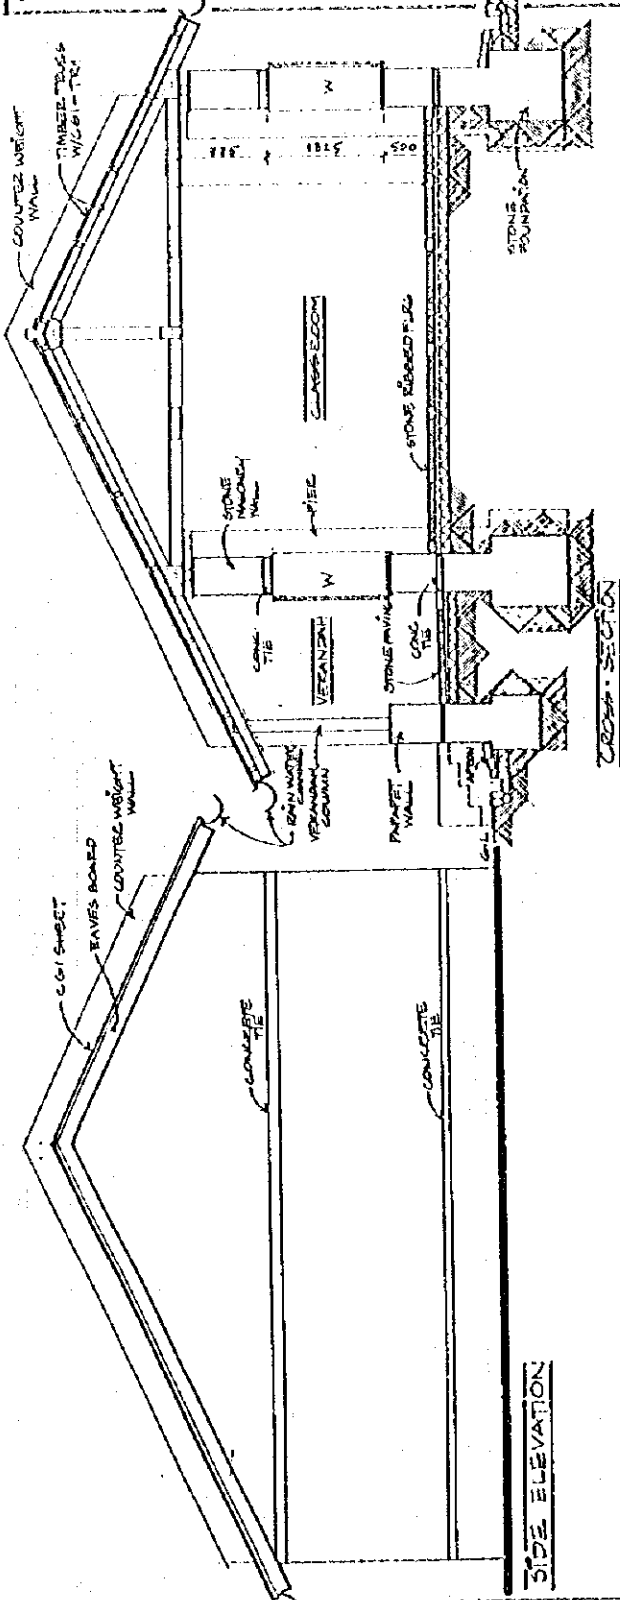 COUNTER WEIGHT
WALL
TIMBER TRUSS
STONE
MASONRY
WALL
PIER
CLASSROOM
CONC
TIE
W
W
VERANDAH
STONE PAVING
CONC
TIE
STONE
FOUNDATION
RAIN WATER
CHANNEL
VERANDAH
COLUMN
PARAPET
WALL
APRON
G.L
CROSS-SECTION
CGI SHEET
EAVES BOARD
COUNTER WEIGHT
WALL
CONCRETE
TIE
CONCRETE
TIE
SIDE ELEVATION